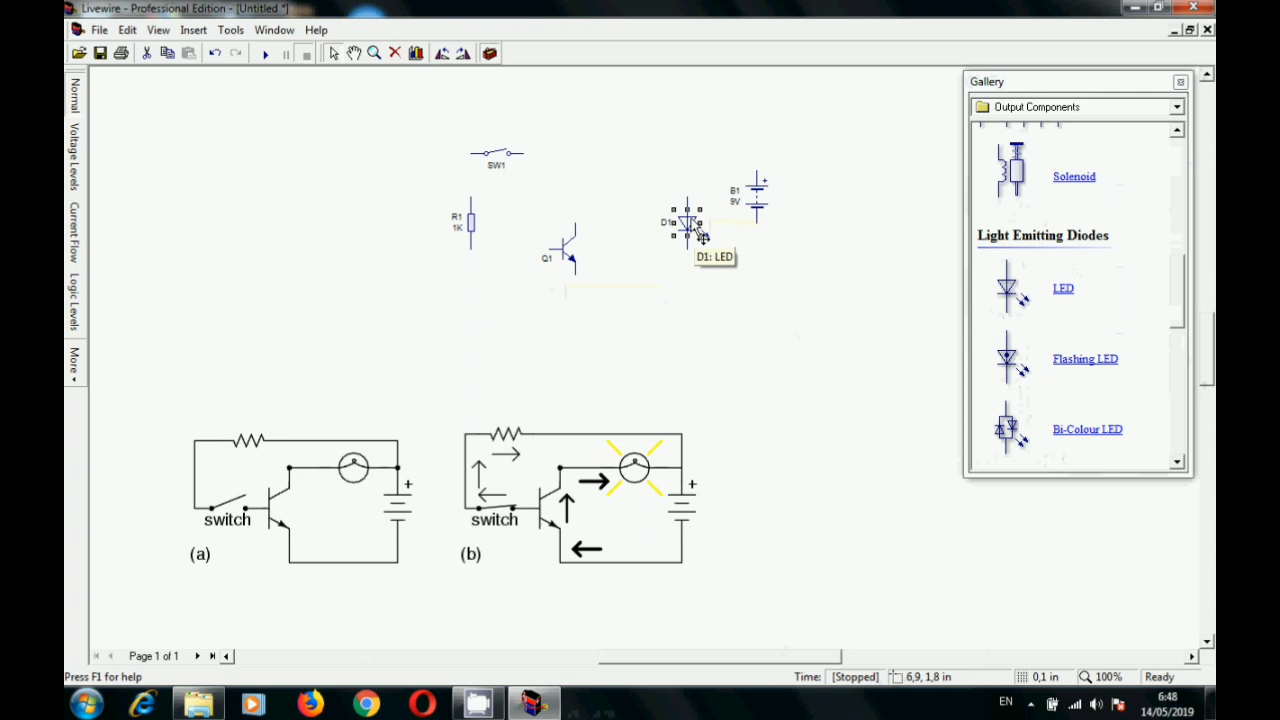 Livewire - Professional Edition - [Untitled *]
File Edit View Insert Tools Window Help
Normal
Voltage Levels
Current Flow
Logic Levels
More
Gallery
Output Components
Solenoid
Light Emitting Diodes
LED
Flashing LED
Bi-Colour LED
SW1
R1
1K
Q1
D1
B1
9V
+
D1: LED
+
switch
(a)
+
switch
(b)
Page 1 of 1
Press F1 for help
Time: [Stopped] 6,9, 1,8 in 0,1 in 100% Ready
EN
6:48
14/05/2019